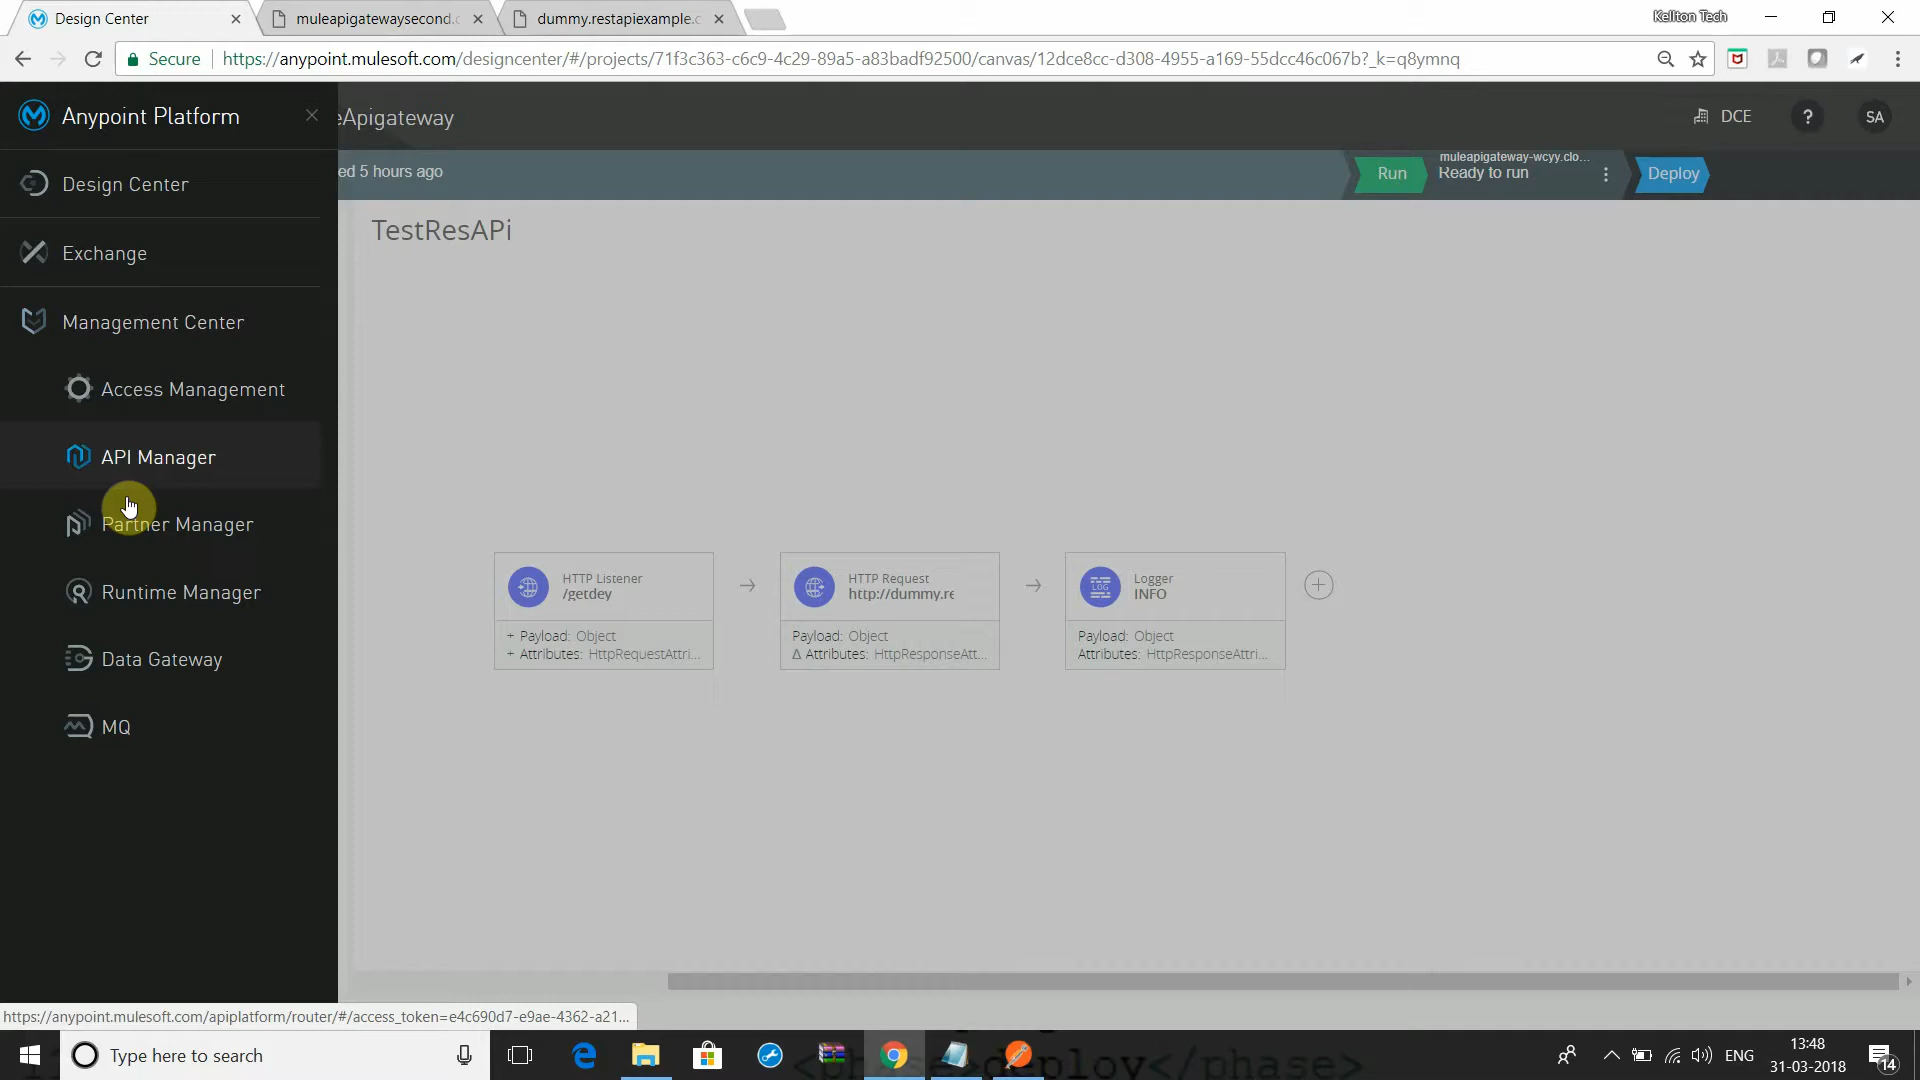 Design Center
muleapigatewaysecond.c
dummy.restapiexample.c
Kellton Tech
Secure
https://anypoint.mulesoft.com/designcenter/#/projects/71f3c363-c6c9-4c29-89a5-a83badf92500/canvas/12dce8cc-d308-4955-a169-55dcc46c067b?_k=q8ymnq
Anypoint Platform
eApigateway
DCE
?
SA
Design Center
ed 5 hours ago
Run
muleapigateway-wcyy.clo...
Ready to run
Deploy
TestResAPi
Exchange
Management Center
Access Management
API Manager
Partner Manager
Runtime Manager
Data Gateway
MQ
HTTP Listener
/getdey
+ Payload: Object
+ Attributes: HttpRequestAttri...
HTTP Request
http://dummy.re
Payload: Object
Δ Attributes: HttpResponseAtt...
Logger
INFO
LOG
Payload: Object
Attributes: HttpResponseAttri...
https://anypoint.mulesoft.com/apiplatform/router/#/access_token=e4c690d7-e9ae-4362-a21...
Type here to search
<phase>deploy</phase>
ENG
13:48
31-03-2018
14